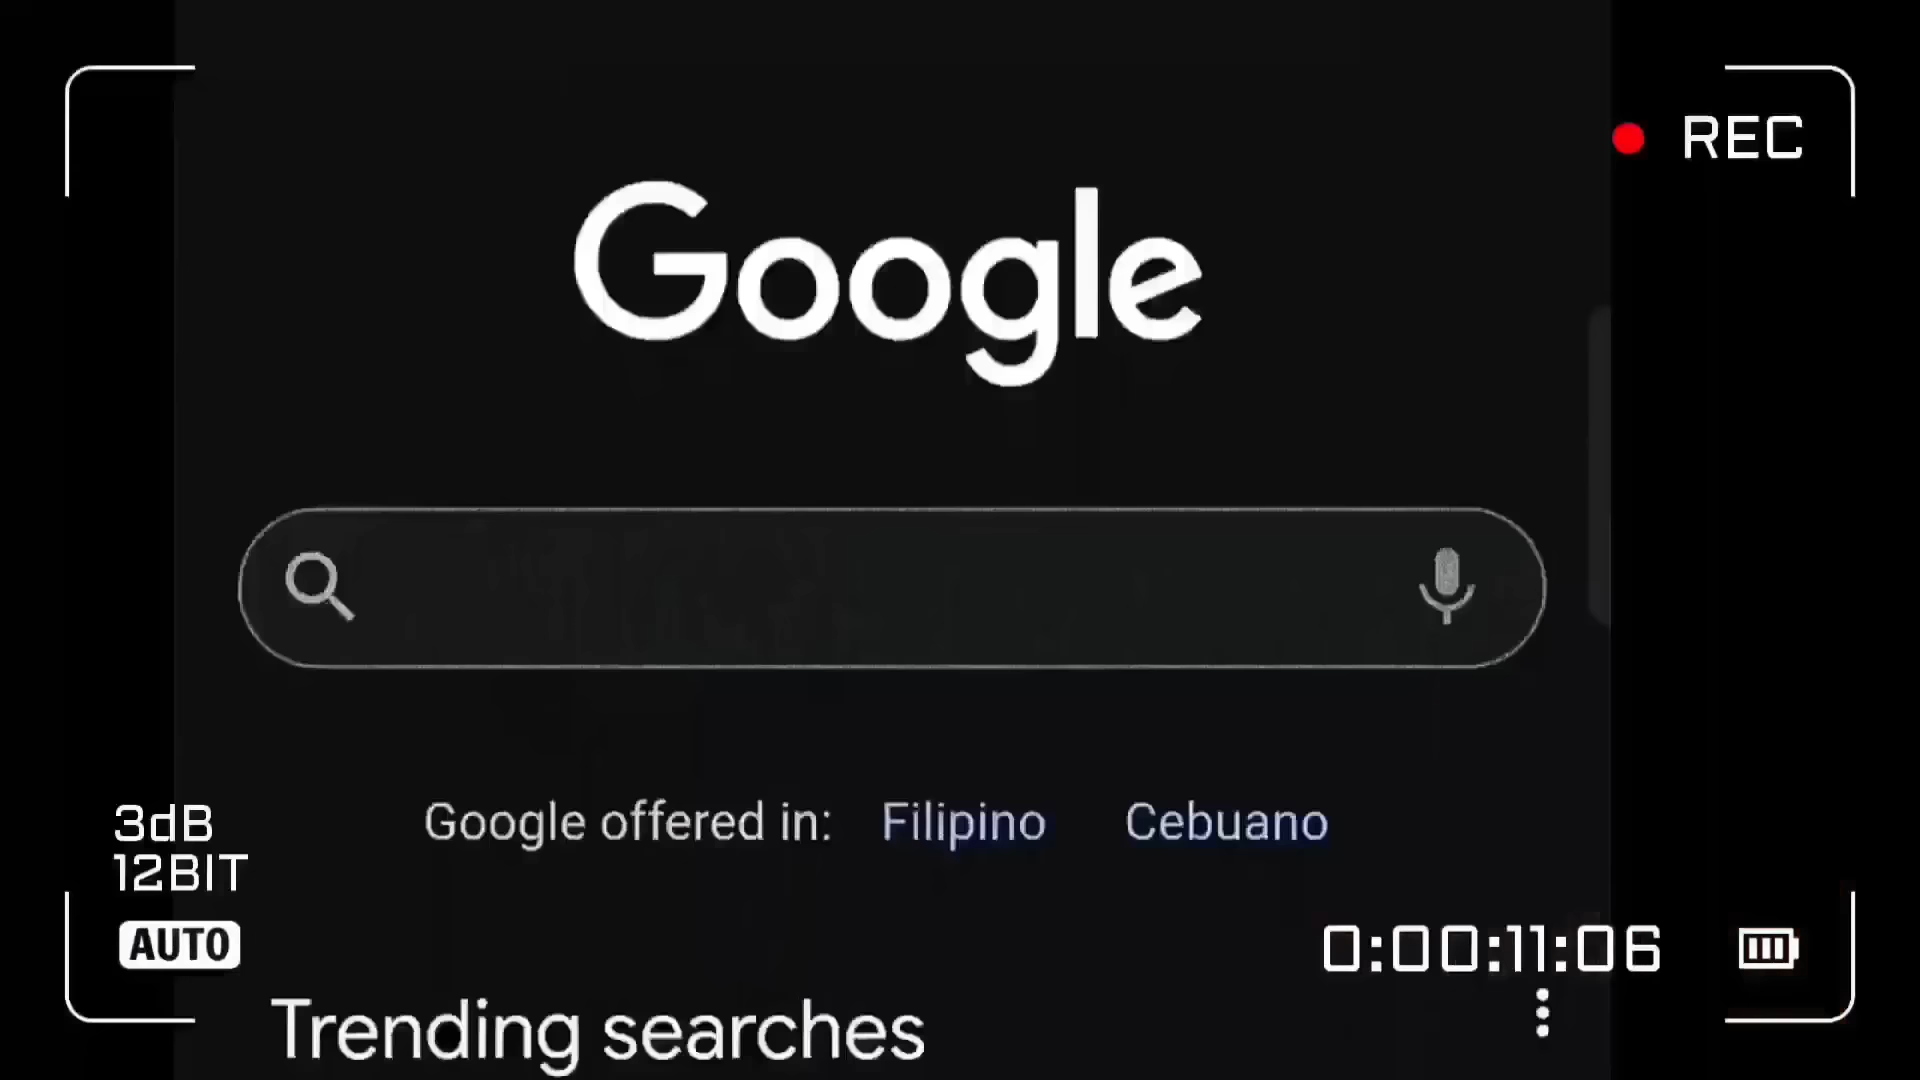 REC
Google
Google offered in: Filipino Cebuano
3dB
12BIT
AUTO
0:00:11:06
Trending searches